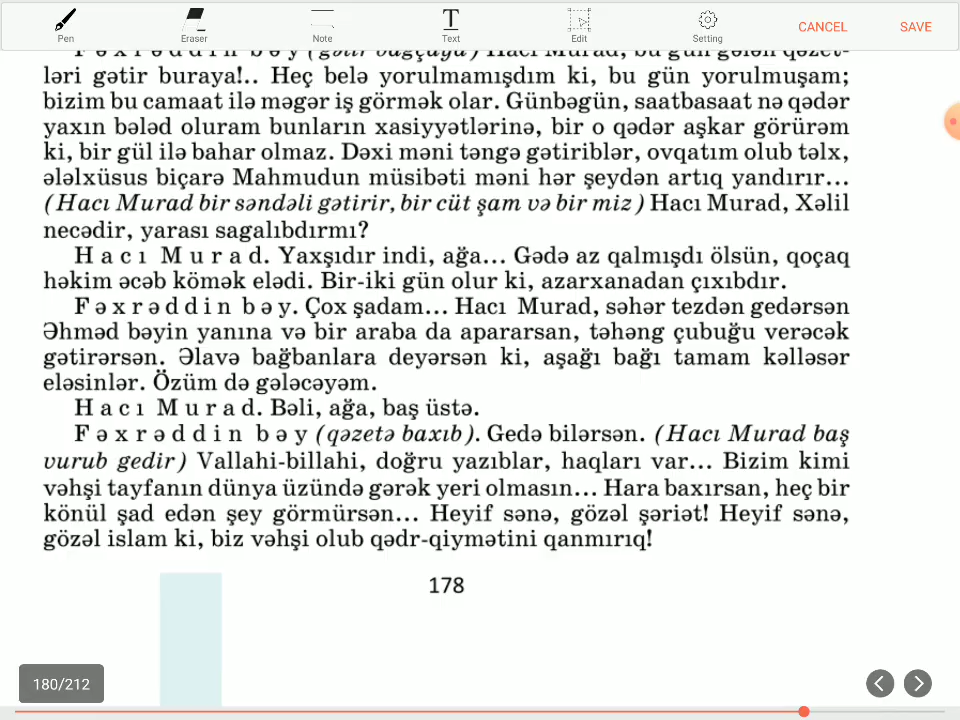 Pen
Eraser
Note
Text
Edit
Setting
CANCEL
SAVE
F ə x r ə d d i n b ə y (gəlir bağçaya) Hacı Murad, bu gün gələn qəzet-
ləri gətir buraya!.. Heç belə yorulmamışdım ki, bu gün yorulmuşam;
bizim bu camaat ilə məgər iş görmək olar. Günbəgün, saatbasaat nə qədər
yaxın bələd oluram bunların xasiyyətlərinə, bir o qədər aşkar görürəm
ki, bir gül ilə bahar olmaz. Dəxi məni təngə gətiriblər, ovqatım olub təlx,
ələlxüsus biçarə Mahmudun müsibəti məni hər şeydən artıq yandırır...
(Hacı Murad bir səndəli gətirir, bir cüt şam və bir miz) Hacı Murad, Xəlil
necədir, yarası sagalıbdırmı?
H a c ı M u r a d. Yaxşıdır indi, ağa... Gədə az qalmışdı ölsün, qoçaq
həkim əcəb kömək elədi. Bir-iki gün olur ki, azarxanadan çıxıbdır.
F ə x r ə d d i n b ə y. Çox şadam... Hacı Murad, səhər tezdən gedərsən
Əhməd bəyin yanına və bir araba da apararsan, təhəng çubuğu verəcək
gətirərsən. Əlavə bağbanlara deyərsən ki, aşağı bağı tamam kəlləsər
eləsinlər. Özüm də gələcəyəm.
H a c ı M u r a d. Bəli, ağa, baş üstə.
F ə x r ə d d i n b ə y (qəzetə baxıb). Gedə bilərsən. (Hacı Murad baş
vurub gedir) Vallahi-billahi, doğru yazıblar, haqları var... Bizim kimi
vəhşi tayfanın dünya üzündə gərək yeri olmasın... Hara baxırsan, heç bir
könül şad edən şey görmürsən... Heyif sənə, gözəl şəriət! Heyif sənə,
gözəl islam ki, biz vəhşi olub qədr-qiymətini qanmırıq!
178
180/212